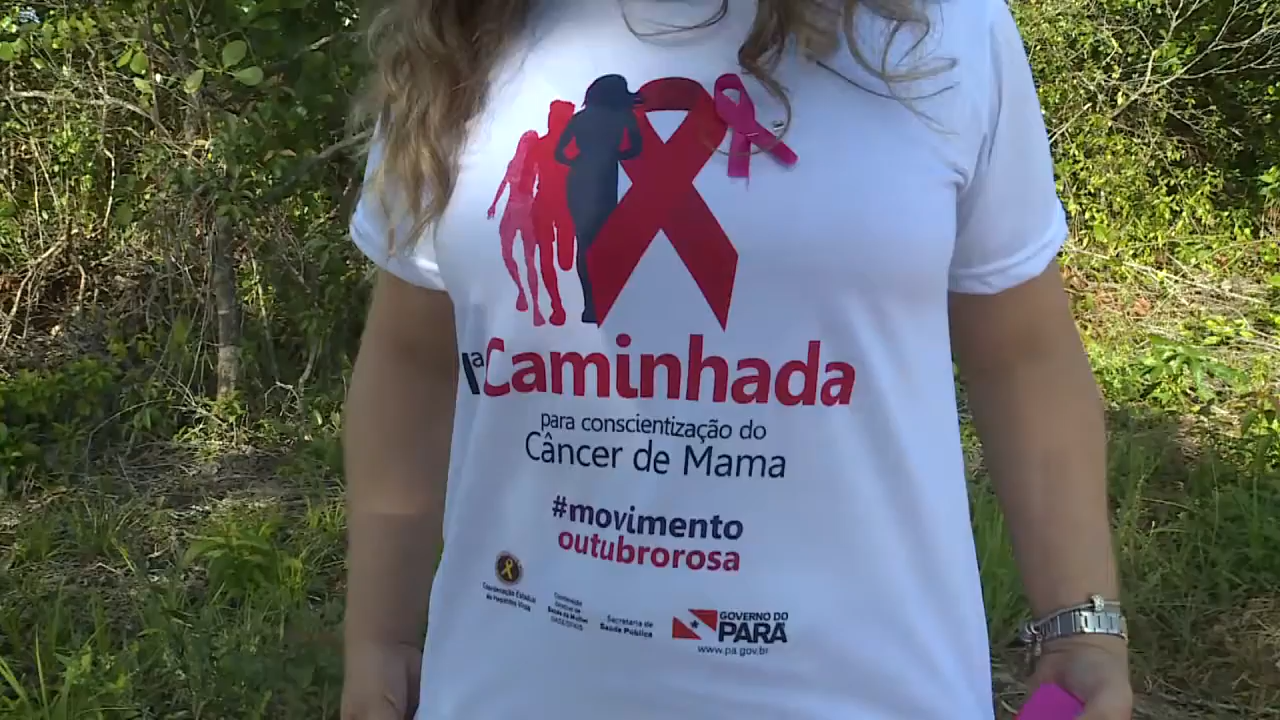 1ª Caminhada
para conscientização do
Câncer de Mama
#movimento
outubrorosa
Secretaria de
Saúde Pública
GOVERNO DO
PARÁ
www.pa.gov.br